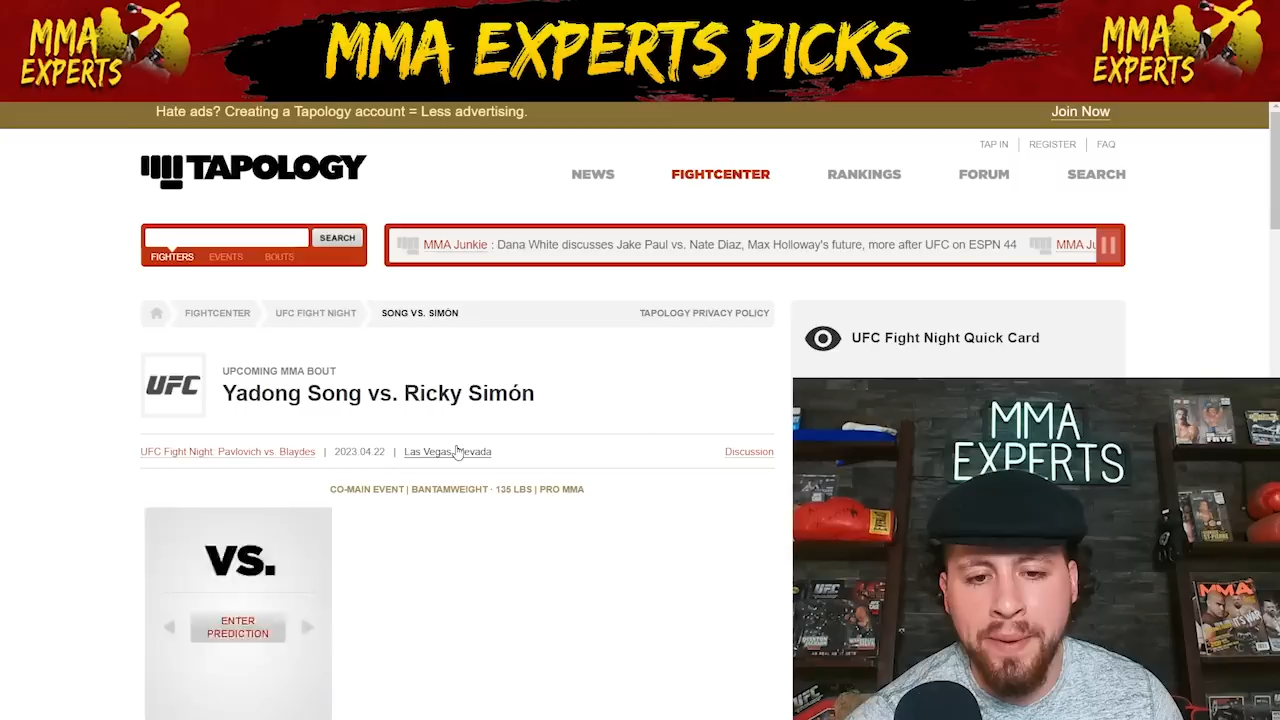 MMA EXPERTS
MMA EXPERTS PICKS
MMA EXPERTS
Hate ads? Creating a Tapology account = Less advertising.
Join Now
TAP IN
REGISTER
FAQ
TAPOLOGY
NEWS
FIGHTCENTER
RANKINGS
FORUM
SEARCH
SEARCH
FIGHTERS
EVENTS
BOUTS
MMA Junkie : Dana White discusses Jake Paul vs. Nate Diaz, Max Holloway's future, more after UFC on ESPN 44
MMA Ju
FIGHTCENTER
UFC FIGHT NIGHT
SONG VS. SIMÓN
TAPOLOGY PRIVACY POLICY
UFC Fight Night Quick Card
UFC
UPCOMING MMA BOUT
Yadong Song vs. Ricky Simón
UFC Fight Night: Pavlovich vs. Blaydes | 2023.04.22 | Las Vegas, Nevada
Discussion
CO-MAIN EVENT | BANTAMWEIGHT · 135 LBS | PRO MMA
VS.
ENTER
PREDICTION
MMA
EXPERTS
UFC
MMA
UFC